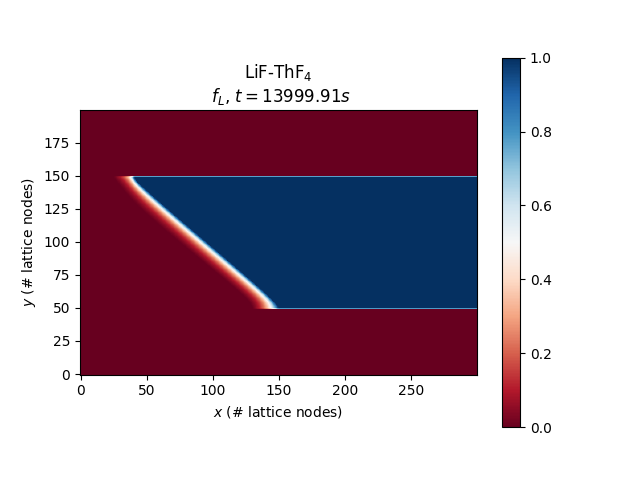 LiF-ThF₄
f_L, t = 13999.91s
1.0
0.8
0.6
0.4
0.2
0.0
175
150
125
100
75
50
25
0
y (# lattice nodes)
0 50 100 150 200 250
x (# lattice nodes)